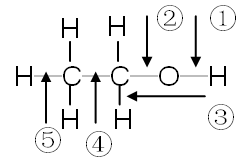 ② ①
H H
H C C O H
H H ③
⑤ ④